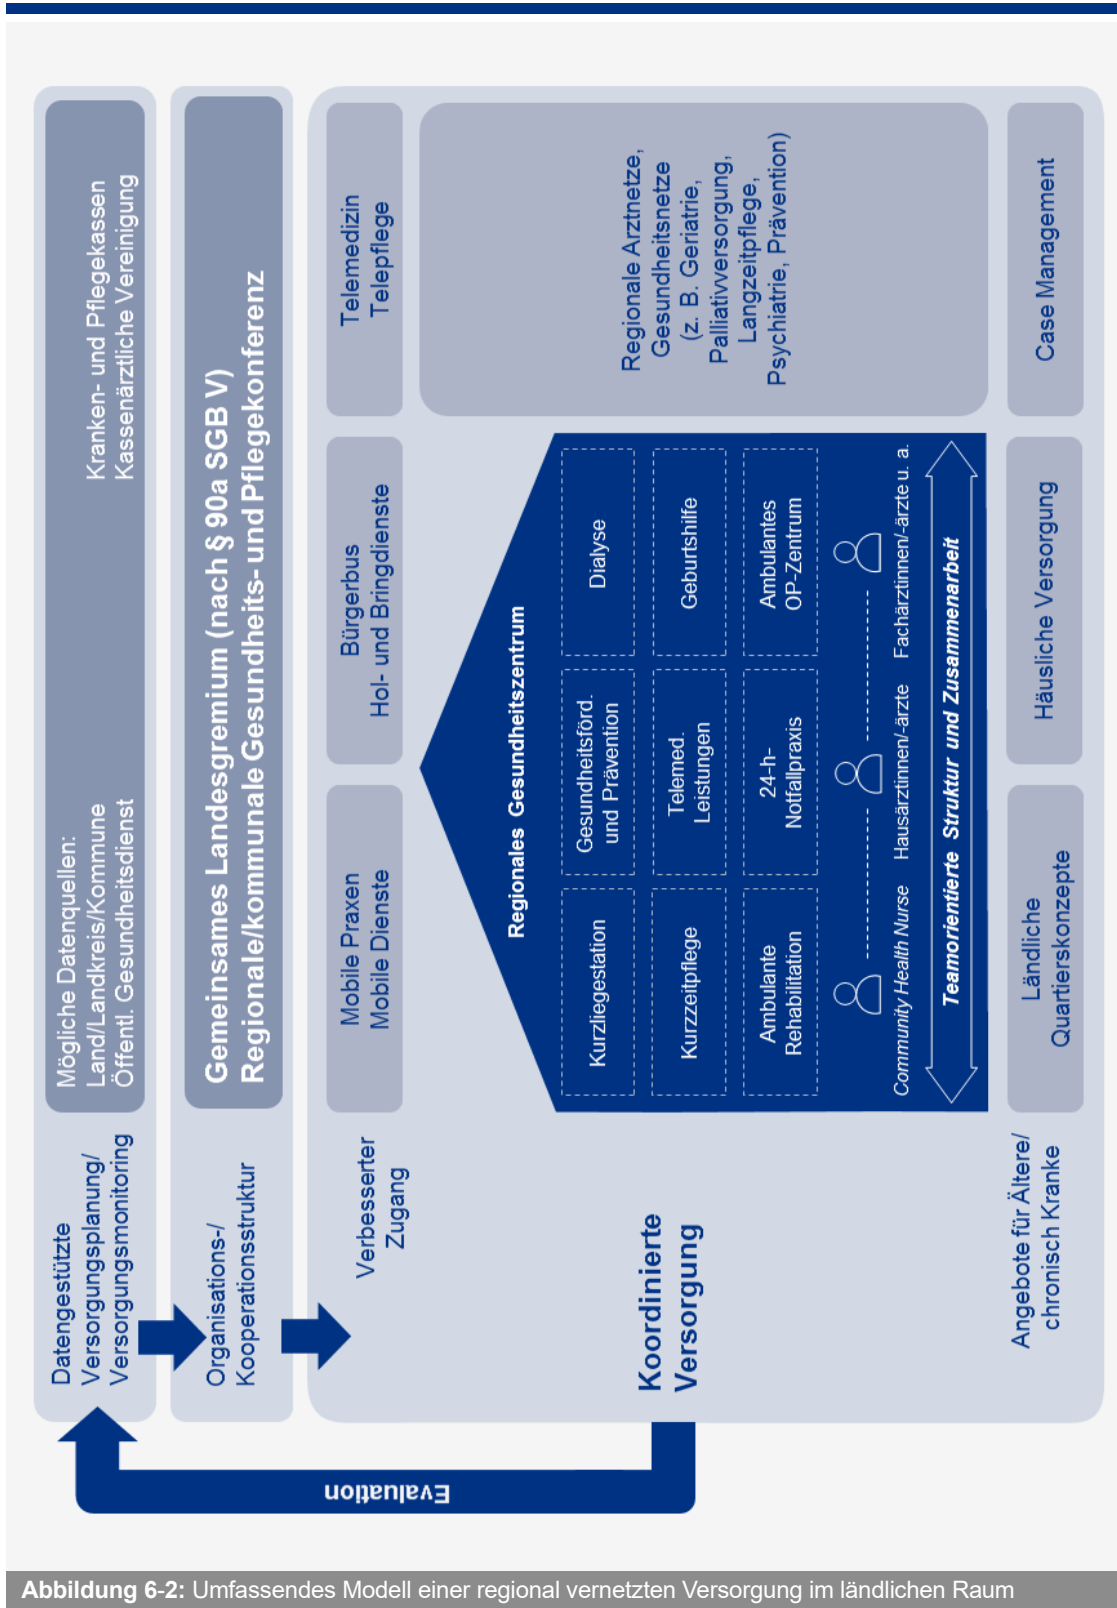 Datengestützte
Versorgungsplanung/
Versorgungsmonitoring
Mögliche Datenquellen:
Land/Landkreis/Kommune
Öffentl. Gesundheitsdienst
Kranken- und Pflegekassen
Kassenärztliche Vereinigung
Organisations-/
Kooperationsstruktur
Gemeinsames Landesgremium (nach § 90a SGB V)
Regionale/kommunale Gesundheits- und Pflegekonferenz
Verbesserter
Zugang
Mobile Praxen
Mobile Dienste
Bürgerbus
Hol- und Bringdienste
Telemedizin
Telepflege
Koordinierte
Versorgung
Regionales Gesundheitszentrum
Kurzliegestation
Gesundheitsförd.
und Prävention
Dialyse
Kurzzeitpflege
Telemed.
Leistungen
Geburtshilfe
Ambulante
Rehabilitation
24-h-
Notfallpraxis
Ambulantes
OP-Zentrum
Community Health Nurse
Hausärztinnen/-ärzte
Fachärztinnen/-ärzte u. a.
Teamorientierte Struktur und Zusammenarbeit
Regionale Arztnetze,
Gesundheitsnetze
(z. B. Geriatrie,
Palliativversorgung,
Langzeitpflege,
Psychiatrie, Prävention)
Angebote für Ältere/
chronisch Kranke
Ländliche
Quartierskonzepte
Häusliche Versorgung
Case Management
Evaluation
Abbildung 6-2: Umfassendes Modell einer regional vernetzten Versorgung im ländlichen Raum